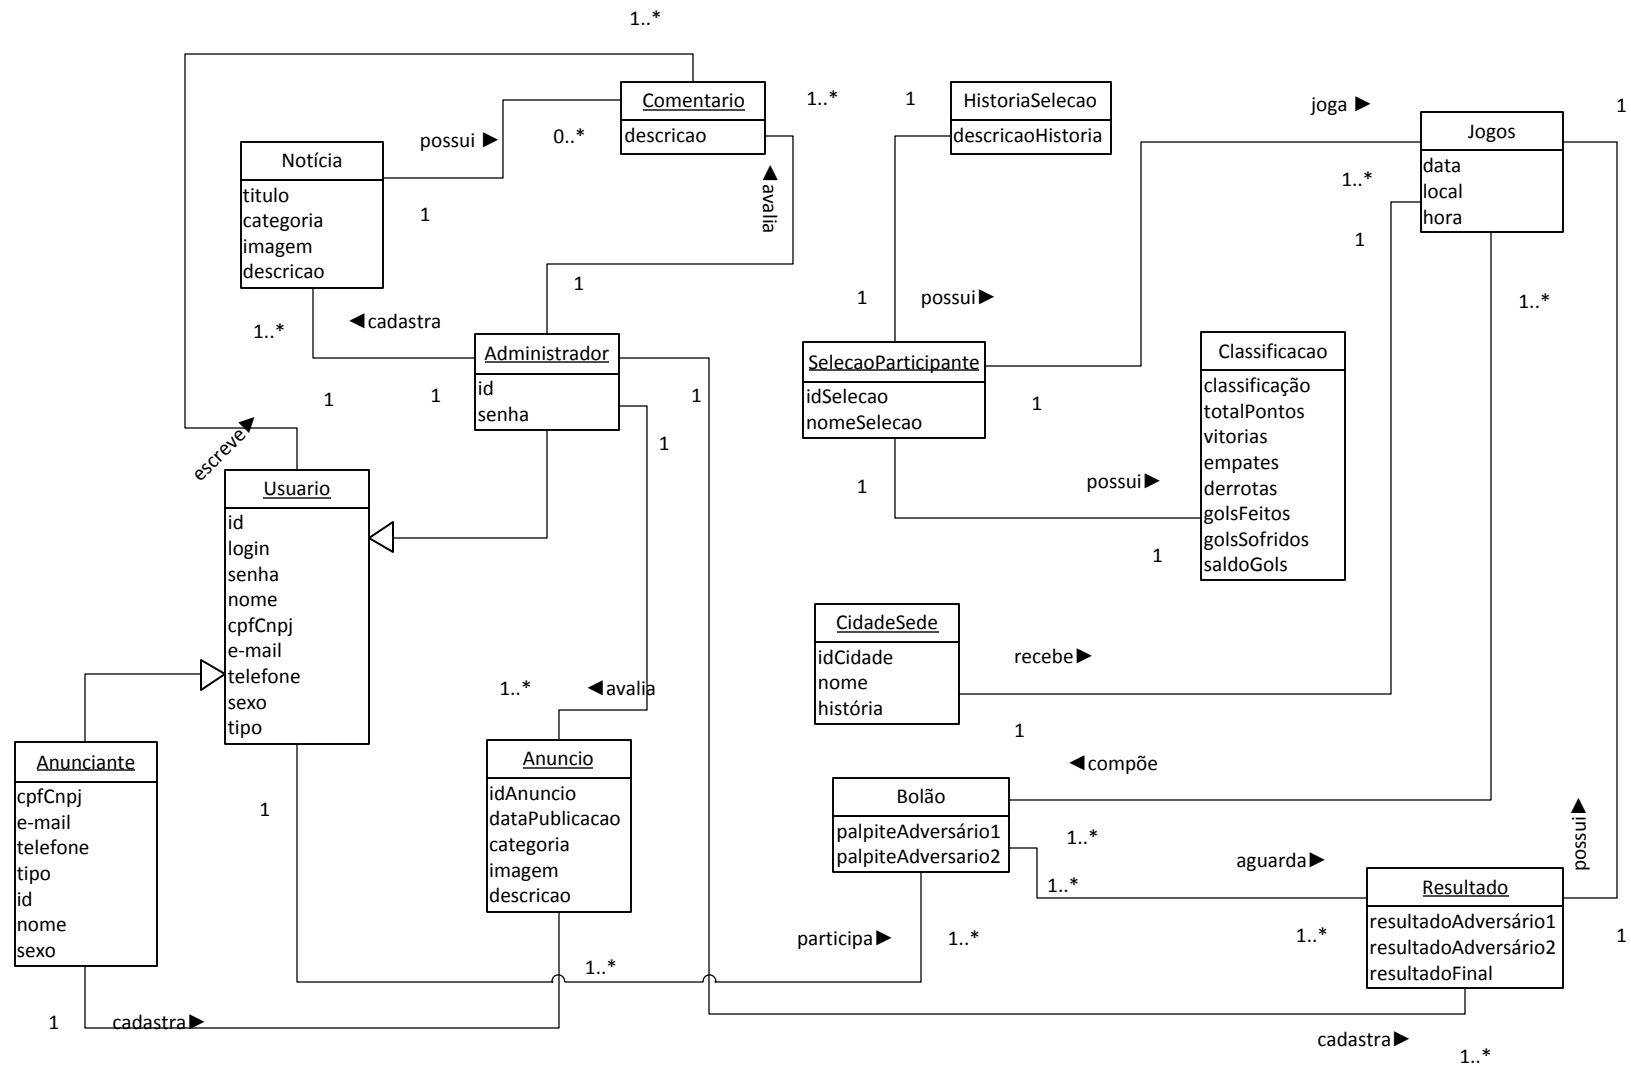 1..*
Comentario
descricao
1..*
1
HistoriaSelecao
descricaoHistoria
joga
1
Jogos
data
local
hora
possui
0..*
Notícia
titulo
categoria
imagem
descricao
1
avalia
1..*
1
1
1
possui
1..*
1..*
cadastra
Administrador
id
senha
1
1
1
1
SelecaoParticipante
idSelecao
nomeSelecao
1
Classificacao
classificação
totalPontos
vitorias
empates
derrotas
golsFeitos
golsSofridos
saldoGols
escreve
Usuario
id
login
senha
nome
cpfCnpj
e-mail
telefone
sexo
tipo
1
possui
1
CidadeSede
idCidade
nome
história
recebe
1
1..*
avalia
Anunciante
cpfCnpj
e-mail
telefone
tipo
id
nome
sexo
1
Anuncio
idAnuncio
dataPublicacao
categoria
imagem
descricao
compõe
Bolão
palpiteAdversário1
palpiteAdversario2
1..*
aguarda
1..*
possui
Resultado
resultadoAdversário1
resultadoAdversário2
resultadoFinal
participa
1..*
1..*
1
1..*
1
cadastra
cadastra
1..*